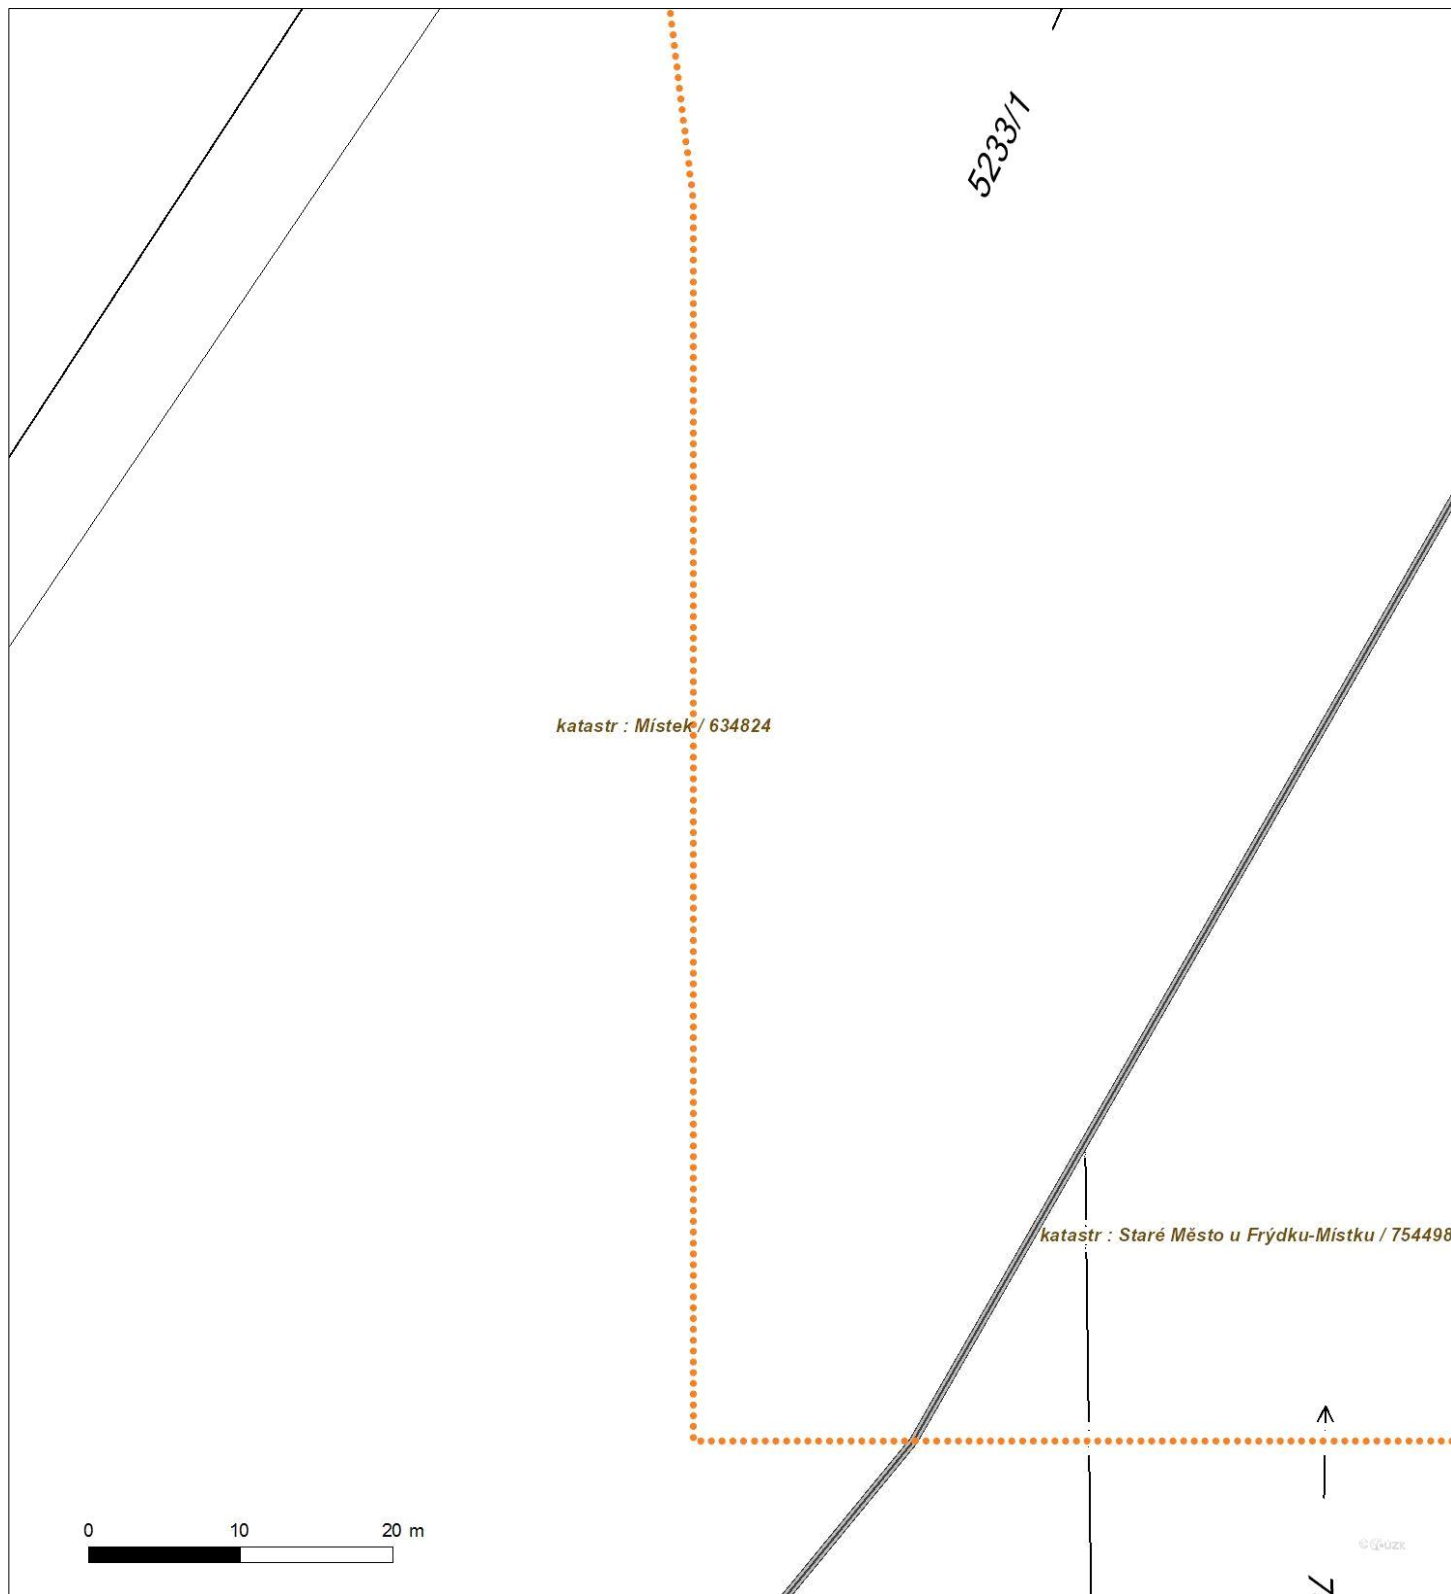 5233/1
katastr : Místek / 634824
katastr : Staré Město u Frýdku-Místku / 754498
0 10 20 m